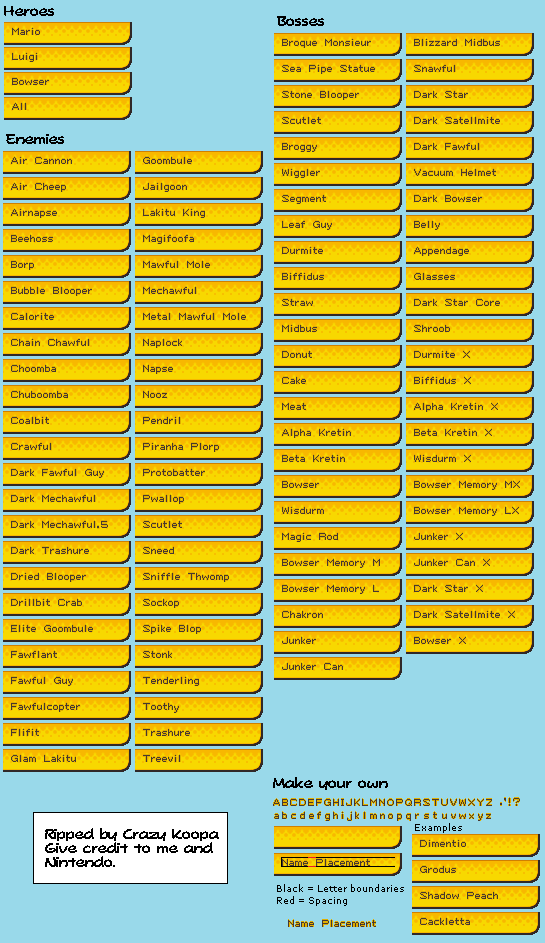 Heroes
Mario
Luigi
Bowser
All
Enemies
Air Cannon
Air Cheep
Airnapse
Beehoss
Borp
Bubble Blooper
Calorite
Chain Chawful
Choomba
Chuboomba
Coalbit
Crawful
Dark Fawful Guy
Dark Mechawful
Dark Mechawful.5
Dark Trashure
Dried Blooper
Drillbit Crab
Elite Goombule
Fawflant
Fawful Guy
Fawfulcopter
Flifit
Glam Lakitu
Goombule
Jailgoon
Lakitu King
Magifoofa
Mawful Mole
Mechawful
Metal Mawful Mole
Naplock
Napse
Nooz
Pendril
Piranha Plorp
Protobatter
Pwallop
Scutlet
Sneed
Sniffle Thwomp
Sockop
Spike Blop
Stonk
Tenderling
Toothy
Trashure
Treevil
Bosses
Broque Monsieur
Sea Pipe Statue
Stone Blooper
Scutlet
Broggy
Wiggler
Segment
Leaf Guy
Durmite
Biffidus
Straw
Midbus
Donut
Cake
Meat
Alpha Kretin
Beta Kretin
Bowser
Wisdurm
Magic Rod
Bowser Memory M
Bowser Memory L
Chakron
Junker
Junker Can
Blizzard Midbus
Shawful
Dark Star
Dark Satellmite
Dark Fawful
Vacuum Helmet
Dark Bowser
Belly
Appendage
Glasses
Dark Star Core
Shroob
Durmite X
Biffidus X
Alpha Kretin X
Beta Kretin X
Wisdurm X
Bowser Memory MX
Bowser Memory LX
Junker X
Junker Can X
Dark Star X
Dark Satellmite X
Bowser X
Make your own
ABCDEFGHIJKLMNOPQRSTUVWXYZ .'!?
abcdefghijklmnopqrstuvwxyz
Name Placement
Black = Letter boundaries
Red = Spacing
Name Placement
Examples
Dimentio
Grodus
Shadow Peach
Cackletta
Ripped by Crazy Koopa
Give credit to me and
Nintendo.